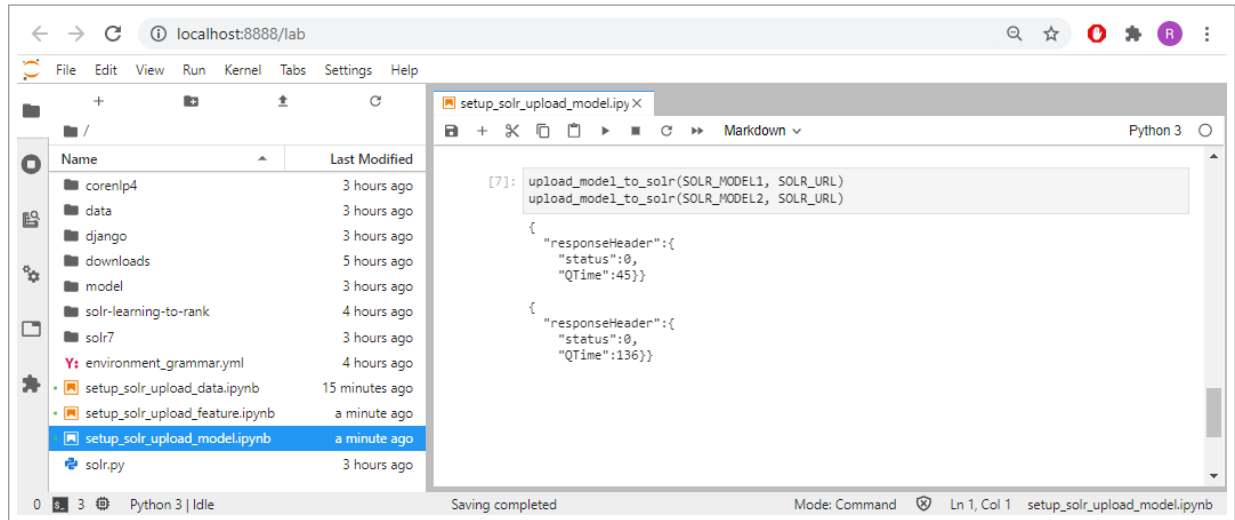 localhost:8888/lab
R
File Edit View Run Kernel Tabs Settings Help
/
Name Last Modified
corenlp4 3 hours ago
data 3 hours ago
django 3 hours ago
downloads 5 hours ago
model 3 hours ago
solr-learning-to-rank 4 hours ago
solr7 3 hours ago
Y: environment_grammar.yml 4 hours ago
setup_solr_upload_data.ipynb 15 minutes ago
setup_solr_upload_feature.ipynb a minute ago
setup_solr_upload_model.ipynb a minute ago
solr.py 3 hours ago
setup_solr_upload_model.ipy
Markdown Python 3
[7]: upload_model_to_solr(SOLR_MODEL1, SOLR_URL)
upload_model_to_solr(SOLR_MODEL2, SOLR_URL)
{
"responseHeader":{
"status":0,
"QTime":45}}
{
"responseHeader":{
"status":0,
"QTime":136}}
0 $_ 3 Python 3 | Idle Saving completed Mode: Command Ln 1, Col 1 setup_solr_upload_model.ipynb